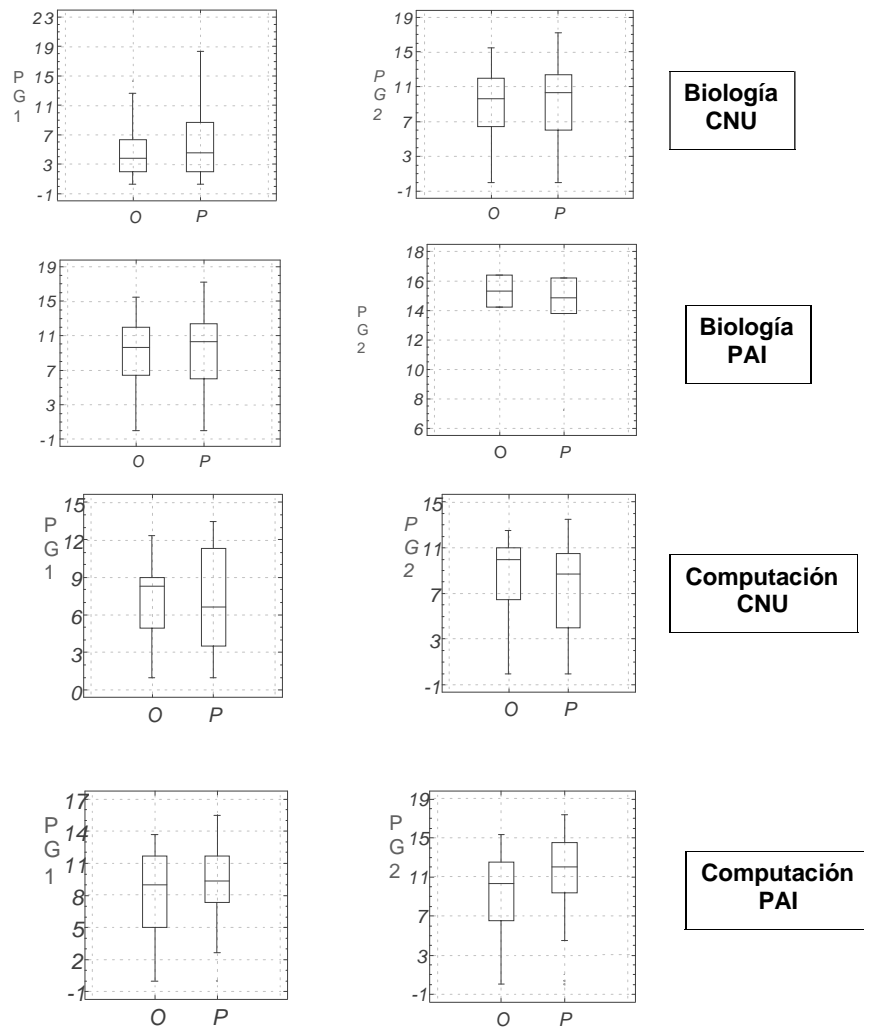 23
19
15
11
7
3
-1
P
G
1
O P
19
15
11
7
3
-1
P
G
2
O P
Biología
CNU
19
15
11
7
3
-1
O P
18
16
14
12
10
8
6
P
G
2
O P
Biología
PAI
15
12
9
6
3
0
P
G
1
O P
15
11
7
3
-1
P
G
2
O P
Computación
CNU
17
14
11
8
5
2
-1
P
G
1
O P
19
15
11
7
3
-1
P
G
2
O P
Computación
PAI